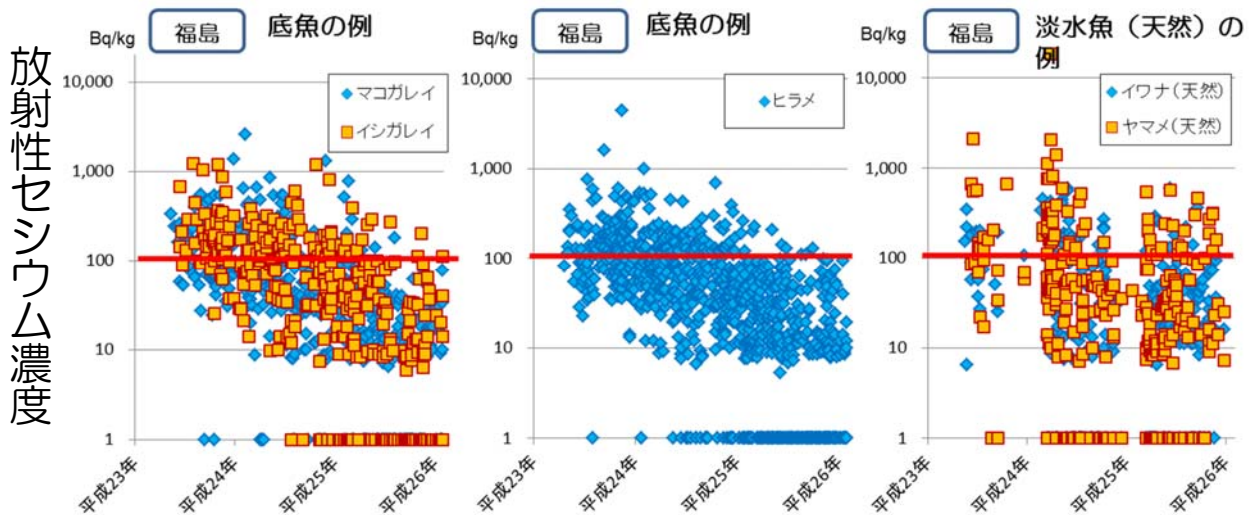 放射性セシウム濃度
Bq/kg
福島
底魚の例
10,000
1,000
100
10
1
マコガレイ
イシガレイ
平成23年
平成24年
平成25年
平成26年
Bq/kg
福島
底魚の例
10,000
1,000
100
10
1
ヒラメ
平成23年
平成24年
平成25年
平成26年
Bq/kg
福島
淡水魚（天然）の
例
10,000
1,000
100
10
1
イワナ(天然)
ヤマメ(天然)
平成23年
平成24年
平成25年
平成26年